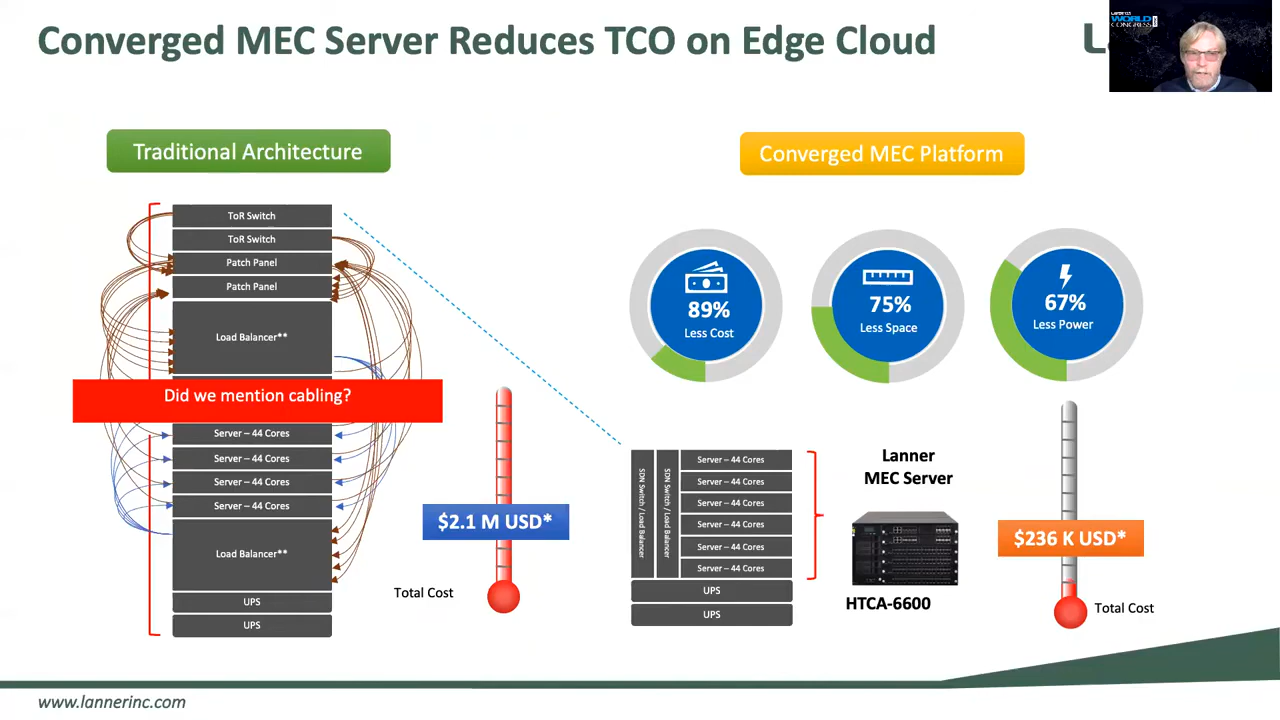 Converged MEC Server Reduces TCO on Edge Cloud
WORLD
CONGRESS
Traditional Architecture
Converged MEC Platform
ToR Switch
ToR Switch
Patch Panel
Patch Panel
Load Balancer**
Did we mention cabling?
Server – 44 Cores
Server – 44 Cores
Server – 44 Cores
Server – 44 Cores
Load Balancer**
UPS
UPS
$2.1 M USD*
Total Cost
89%
Less Cost
75%
Less Space
67%
Less Power
SDN Switch / Load Balancer
SDN Switch / Load Balancer
Server – 44 Cores
Server – 44 Cores
Server – 44 Cores
Server – 44 Cores
Server – 44 Cores
Server – 44 Cores
UPS
UPS
Lanner
MEC Server
HTCA-6600
$236 K USD*
Total Cost
www.lannerinc.com